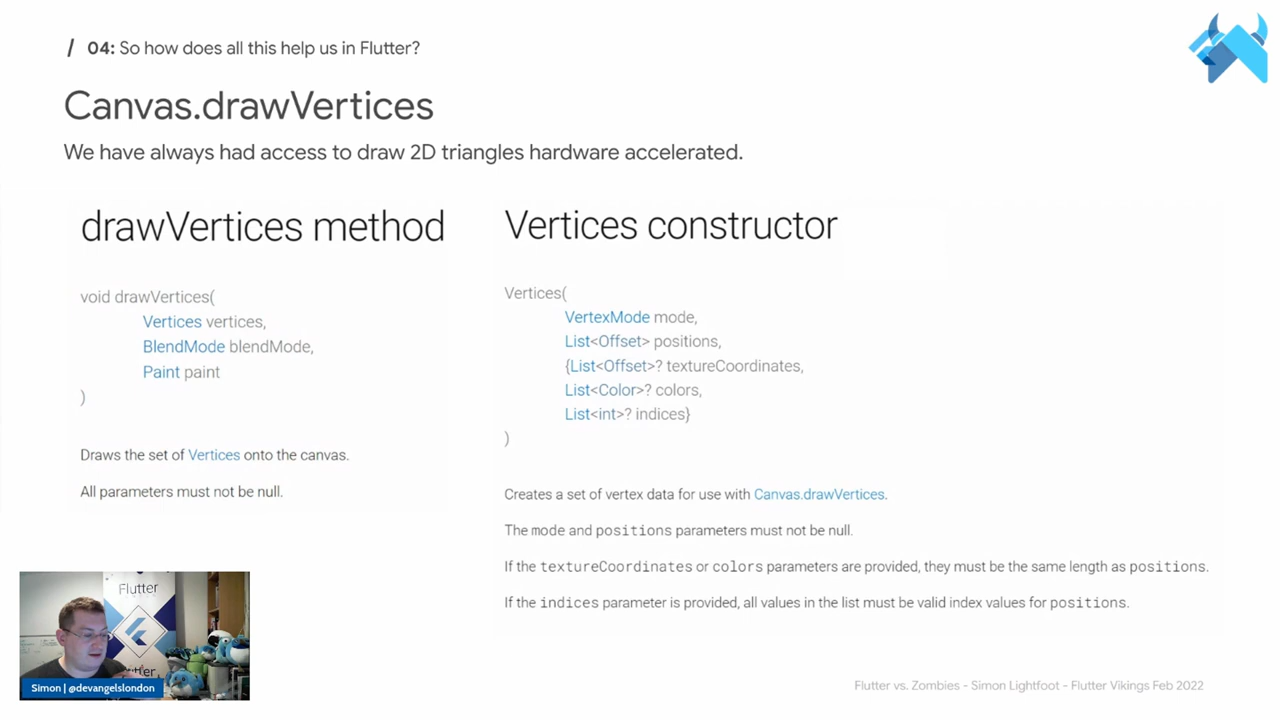 / 04: So how does all this help us in Flutter?
Canvas.drawVertices
We have always had access to draw 2D triangles hardware accelerated.
drawVertices method
void drawVertices(
Vertices vertices,
BlendMode blendMode,
Paint paint
)
Draws the set of Vertices onto the canvas.
All parameters must not be null.
Vertices constructor
Vertices(
VertexMode mode,
List<Offset> positions,
{List<Offset>? textureCoordinates,
List<Color>? colors,
List<int>? indices}
)
Creates a set of vertex data for use with Canvas.drawVertices.
The mode and positions parameters must not be null.
If the textureCoordinates or colors parameters are provided, they must be the same length as positions.
If the indices parameter is provided, all values in the list must be valid index values for positions.
Flutter
Simon | @devangelslondon
Flutter vs. Zombies - Simon Lightfoot - Flutter Vikings Feb 2022